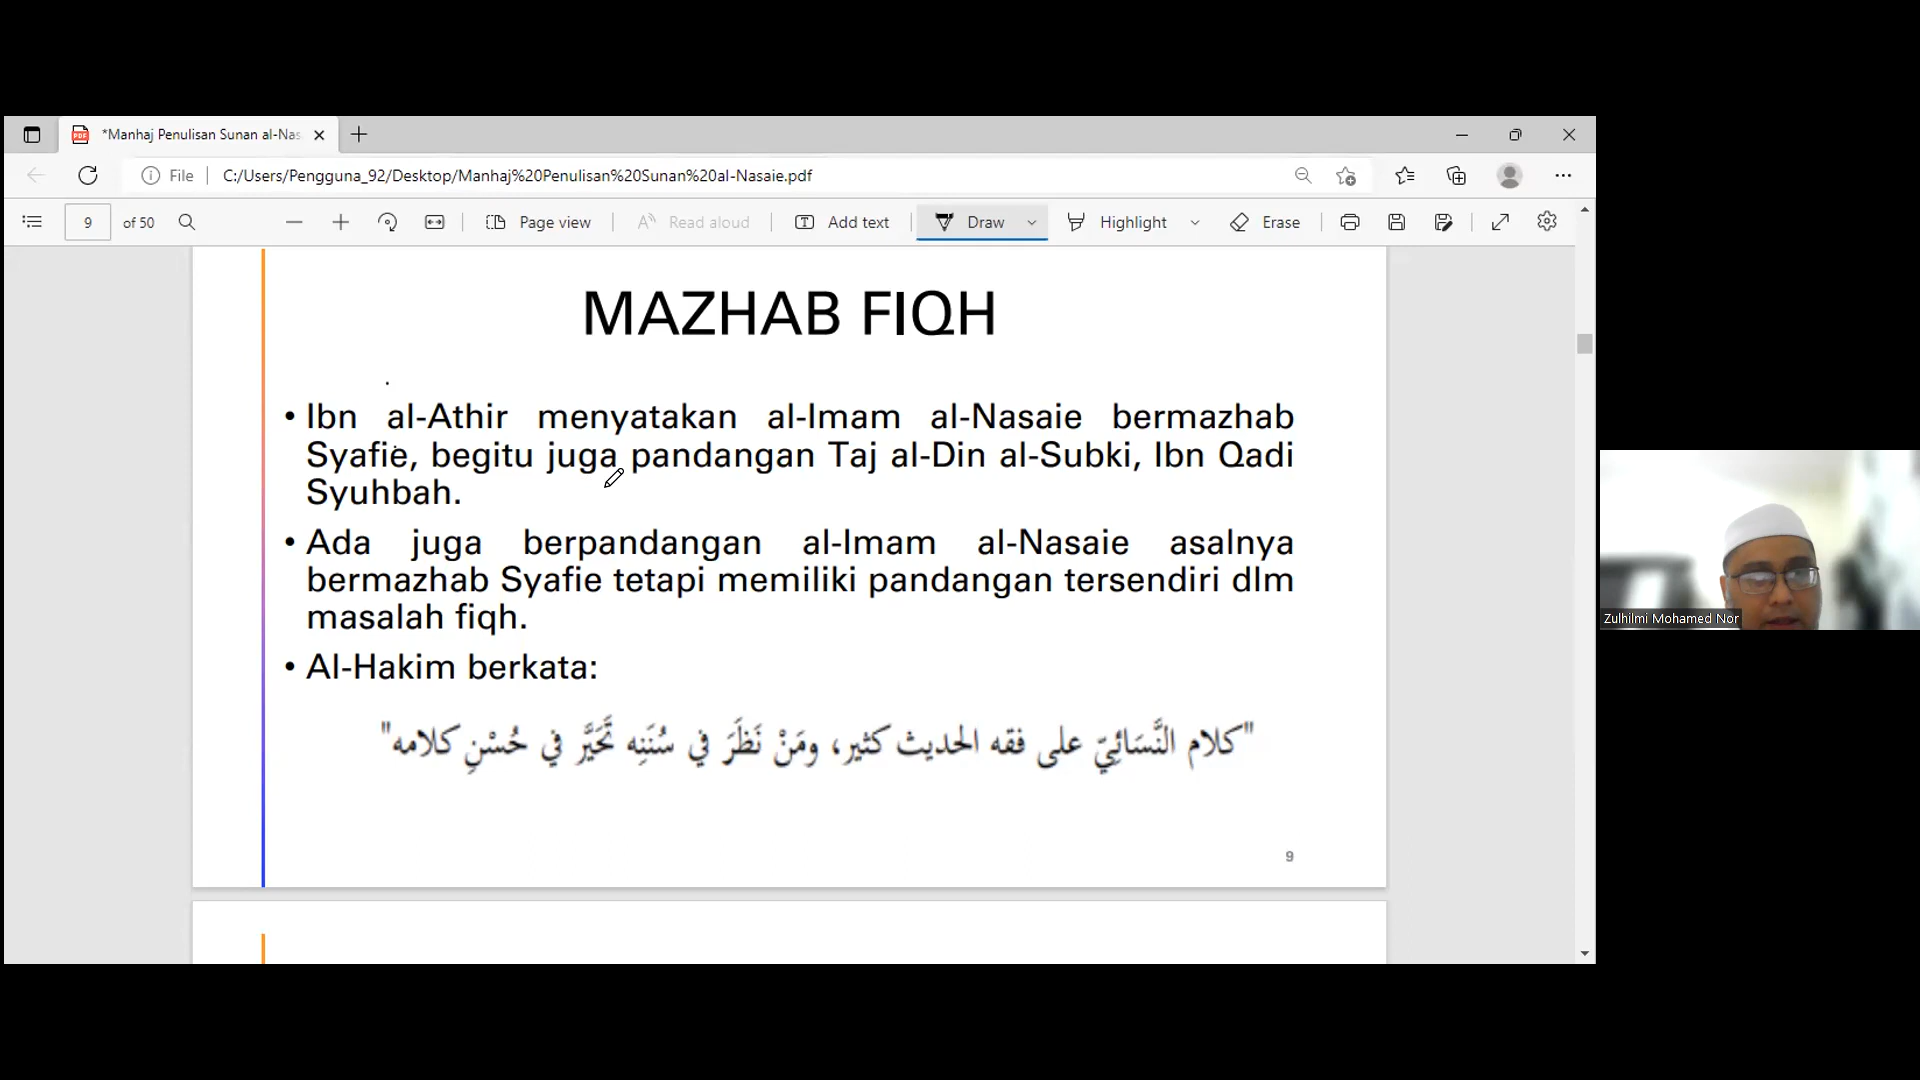 *Manhaj Penulisan Sunan al-Nas
File
C:/Users/Pengguna_92/Desktop/Manhaj%20Penulisan%20Sunan%20al-Nasaie.pdf
9 of 50 Page view Read aloud Add text Draw Highlight Erase
MAZHAB FIQH
• Ibn al-Athir menyatakan al-Imam al-Nasaie bermazhab
Syafie, begitu juga pandangan Taj al-Din al-Subki, Ibn Qadi
Syuhbah.
• Ada juga berpandangan al-Imam al-Nasaie asalnya
bermazhab Syafie tetapi memiliki pandangan tersendiri dlm
masalah fiqh.
• Al-Hakim berkata:
"كلام النَّسَائِيّ على فقه الحديث كثير، ومَنْ نَظَرَ في سُنَنِه تَحَيَّر في حُسْنِ كلامه"
9
Zulhilmi Mohamed Nor